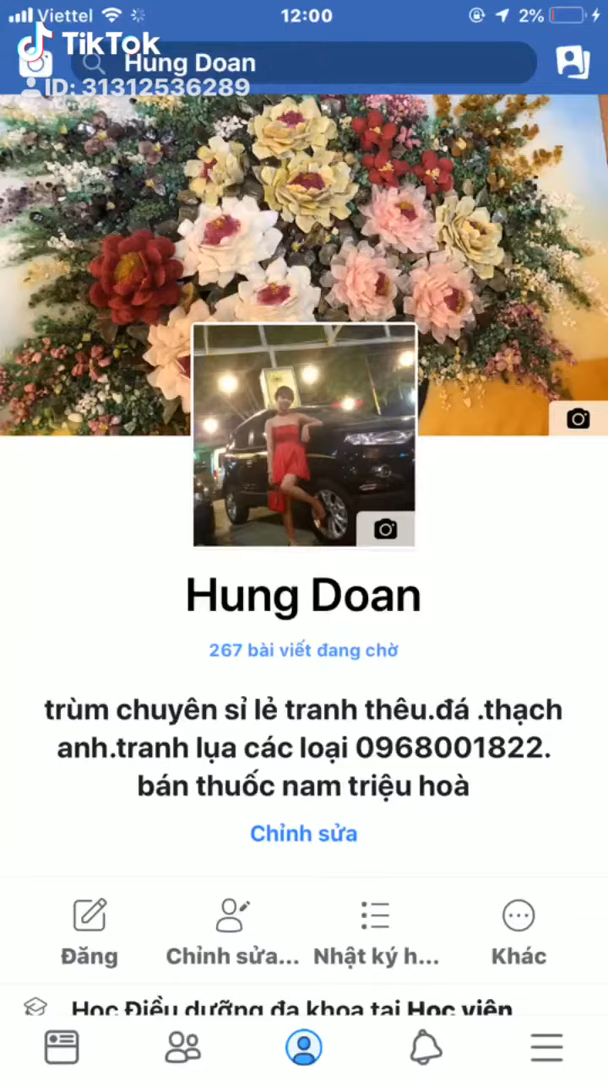 Viettel 12:00 2%
TikTok
Hung Doan
ID: 31312536289
Hung Doan
267 bài viết đang chờ
trùm chuyên sỉ lẻ tranh thêu.đá .thạch
anh.tranh lụa các loại 0968001822.
bán thuốc nam triệu hoà
Chỉnh sửa
Đăng Chỉnh sửa... Nhật ký h... Khác
Học Điều dưỡng đa khoa tại Học viện